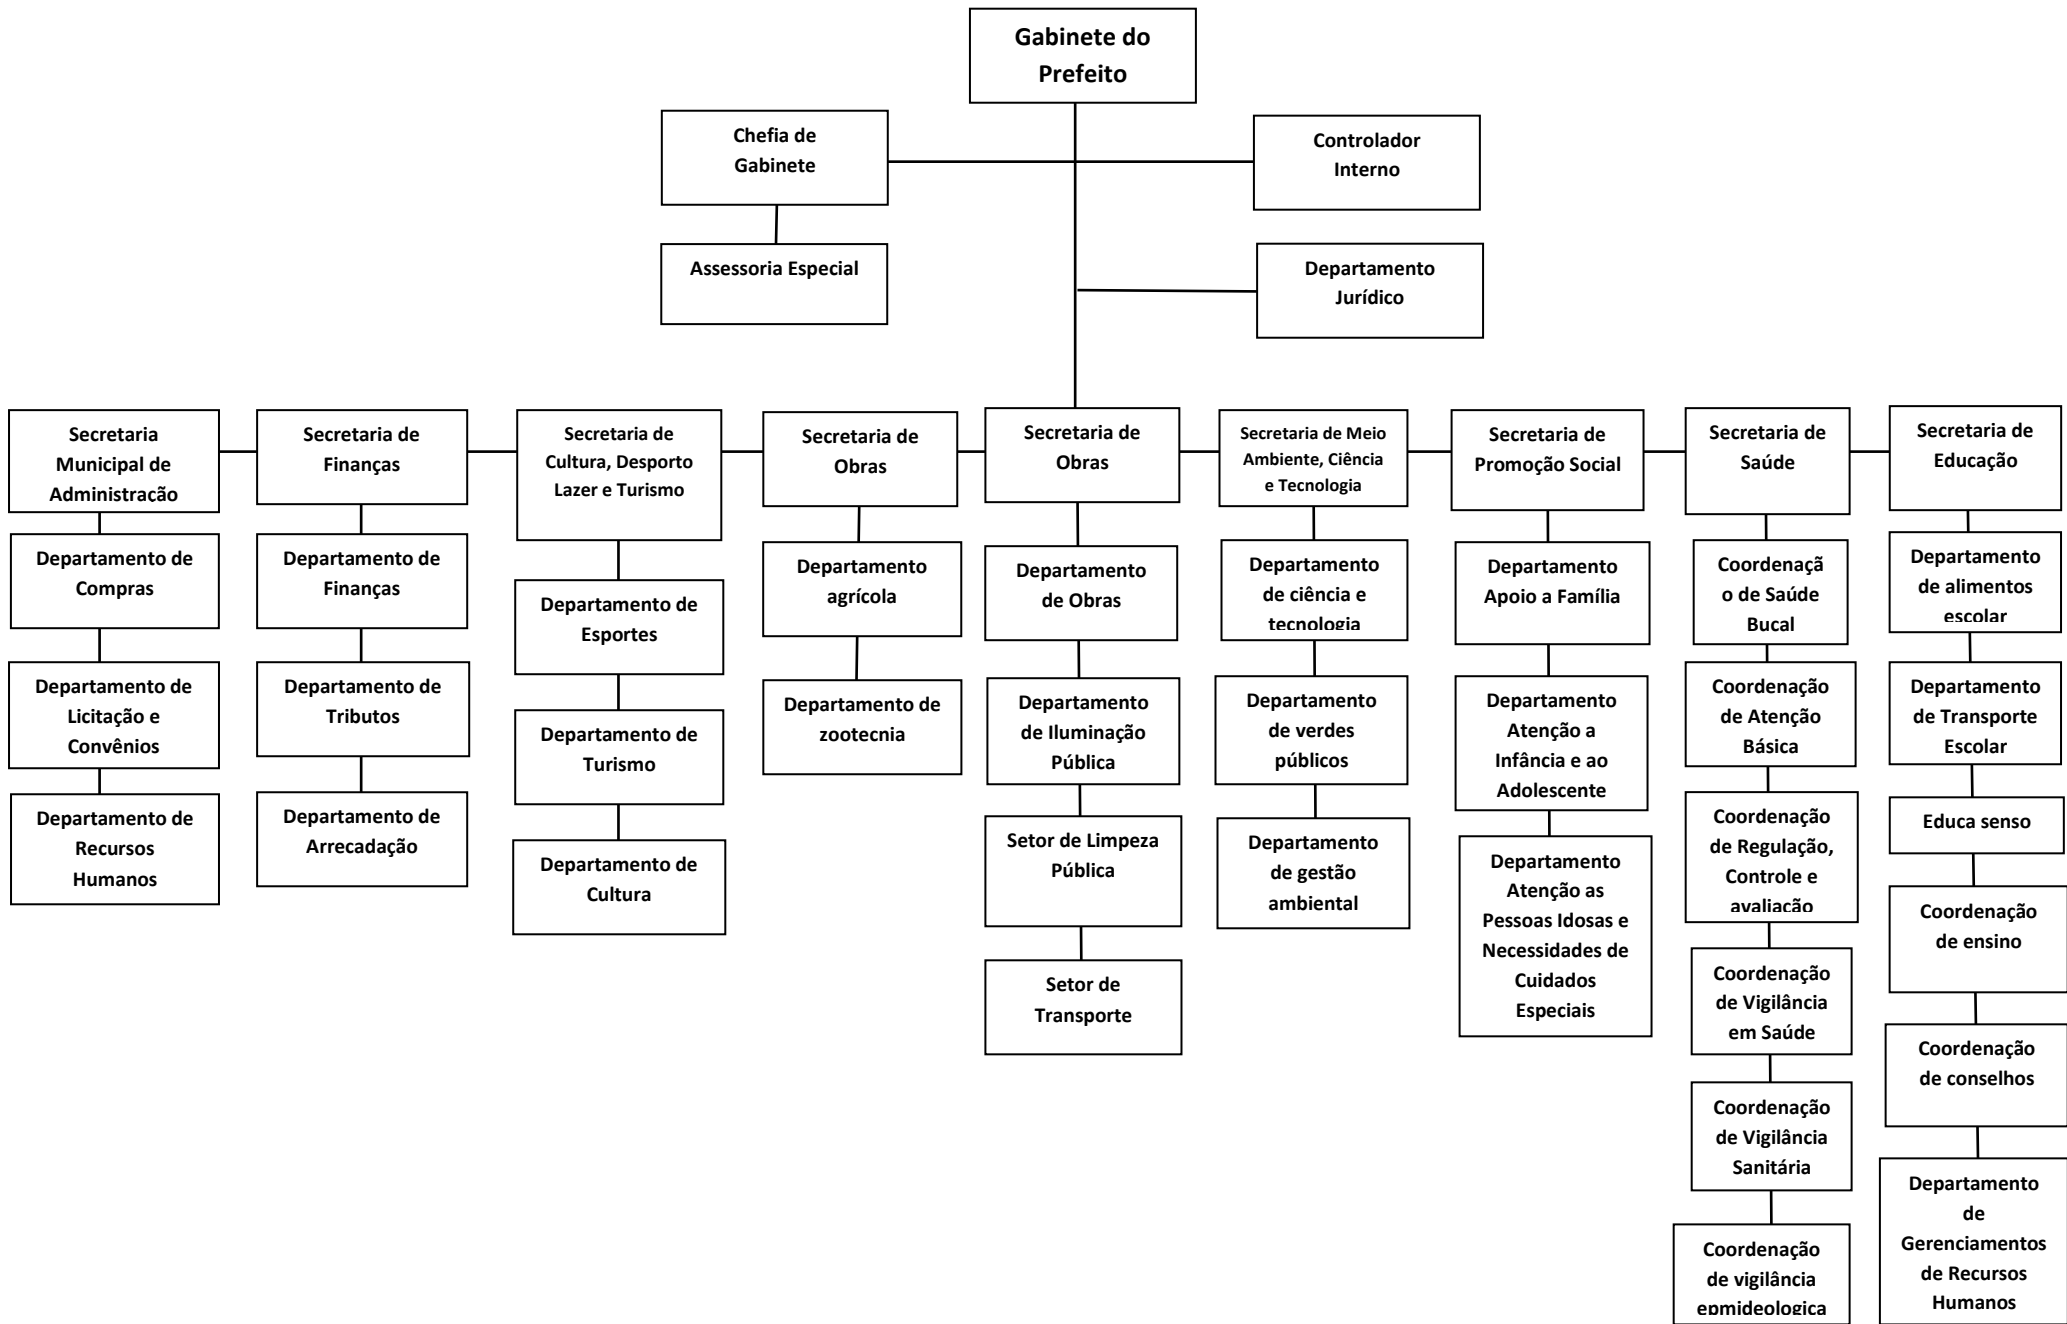 Gabinete do
Prefeito
Chefia de
Gabinete
Controlador
Interno
Assessoria Especial
Departamento
Jurídico
Secretaria
Municipal de
Administração
Departamento de
Compras
Departamento de
Licitação e
Convênios
Departamento de
Recursos
Humanos
Secretaria de
Finanças
Departamento de
Finanças
Departamento de
Tributos
Departamento de
Arrecadação
Secretaria de
Cultura, Desporto
Lazer e Turismo
Departamento de
Esportes
Departamento de
Turismo
Departamento de
Cultura
Secretaria de
Obras
Departamento
agrícola
Departamento de
zootecnia
Secretaria de
Obras
Departamento
de Obras
Departamento
de Iluminação
Pública
Setor de Limpeza
Pública
Setor de
Transporte
Secretaria de Meio
Ambiente, Ciência
e Tecnologia
Departamento
de ciência e
tecnologia
Departamento
de verdes
públicos
Departamento
de gestão
ambiental
Secretaria de
Promoção Social
Departamento
Apoio a Família
Departamento
Atenção a
Infância e ao
Adolescente
Departamento
Atenção as
Pessoas Idosas e
Necessidades de
Cuidados
Especiais
Secretaria de
Saúde
Coordenaçã
o de Saúde
Bucal
Coordenação
de Atenção
Básica
Coordenação
de Regulação,
Controle e
avaliação
Coordenação
de Vigilância
em Saúde
Coordenação
de Vigilância
Sanitária
Coordenação
de vigilância
epmideologica
Secretaria de
Educação
Departamento
de alimentos
escolar
Departamento
de Transporte
Escolar
Educa senso
Coordenação
de ensino
Coordenação
de conselhos
Departamento
de
Gerenciamentos
de Recursos
Humanos